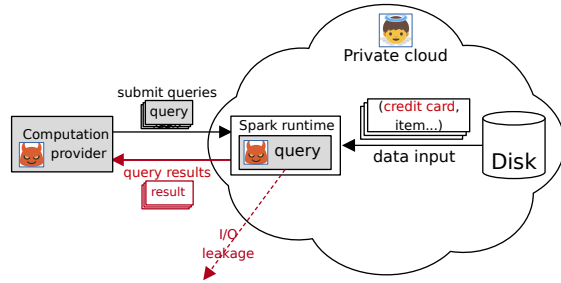 Private cloud
submit queries
query
(credit card,
item...)
Spark runtime
Computation
provider
query
data input
Disk
query results
result
I/O
leakage